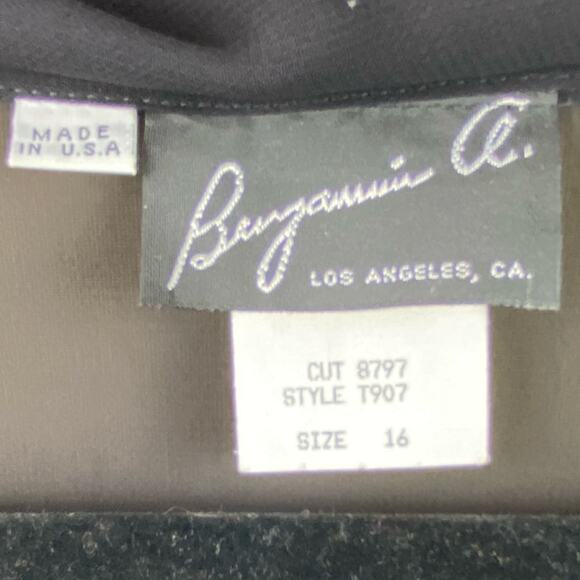 MADE
IN U.S.A
Benjamin A.
LOS ANGELES, CA.
CUT 8797
STYLE T907
SIZE 16